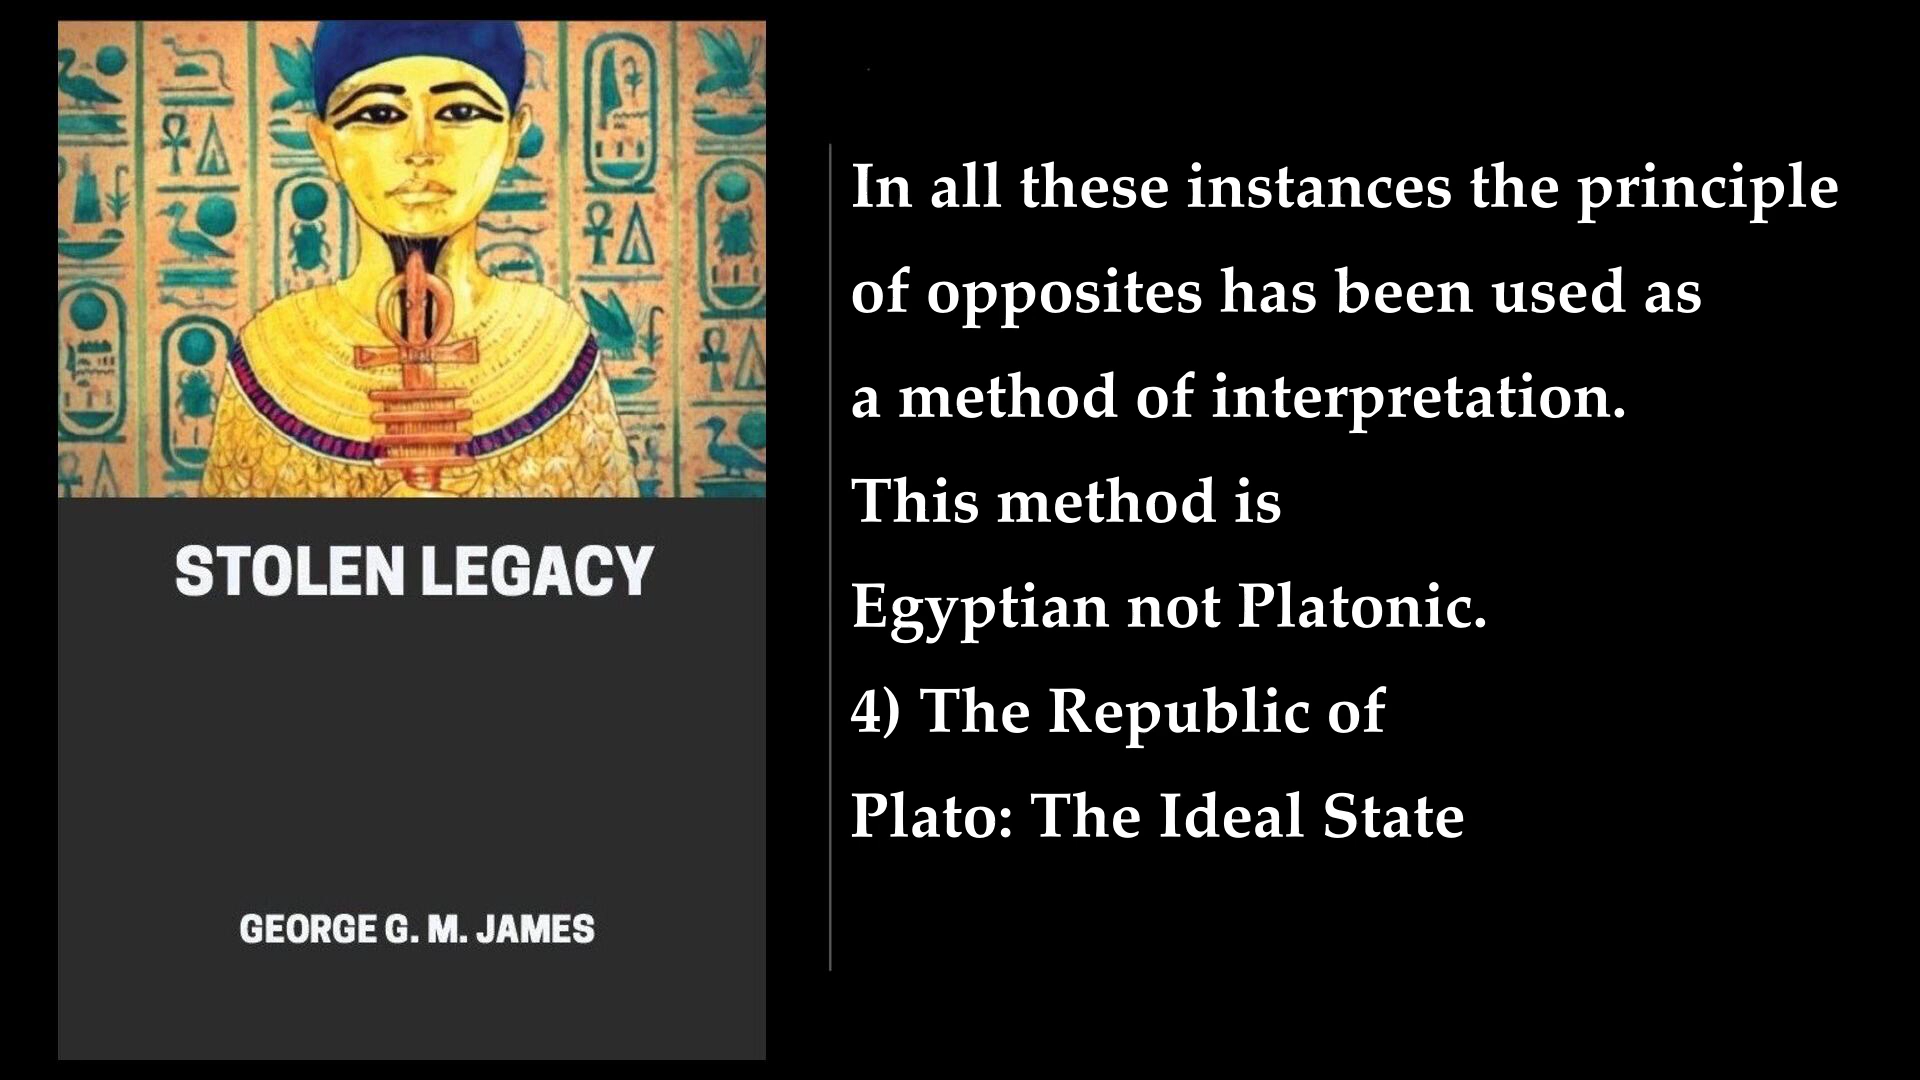 STOLEN LEGACY
GEORGE G. M. JAMES
In all these instances the principle
of opposites has been used as
a method of interpretation.
This method is
Egyptian not Platonic.
4) The Republic of
Plato: The Ideal State